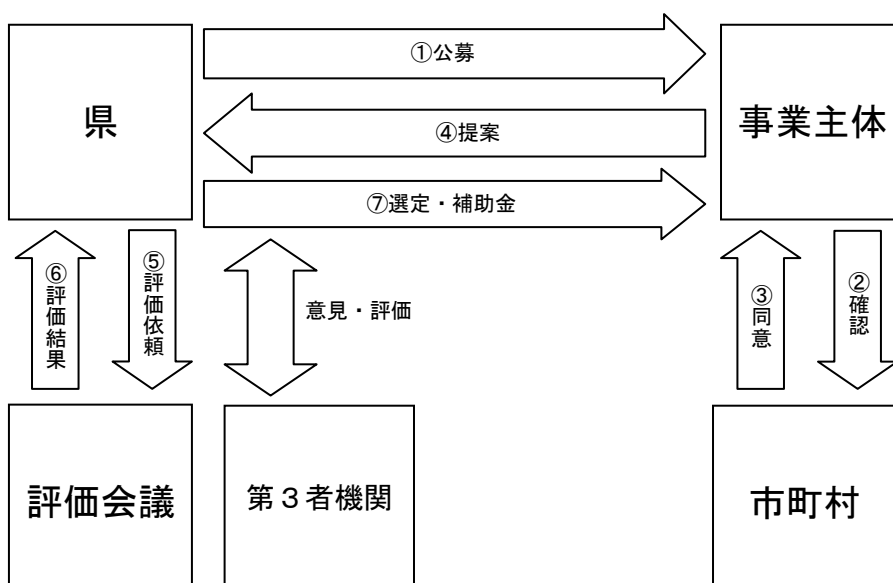 ①公募
県
事業主体
④提案
⑦選定・補助金
⑥評価結果
⑤評価依頼
意見・評価
③同意
②確認
評価会議
第３者機関
市町村